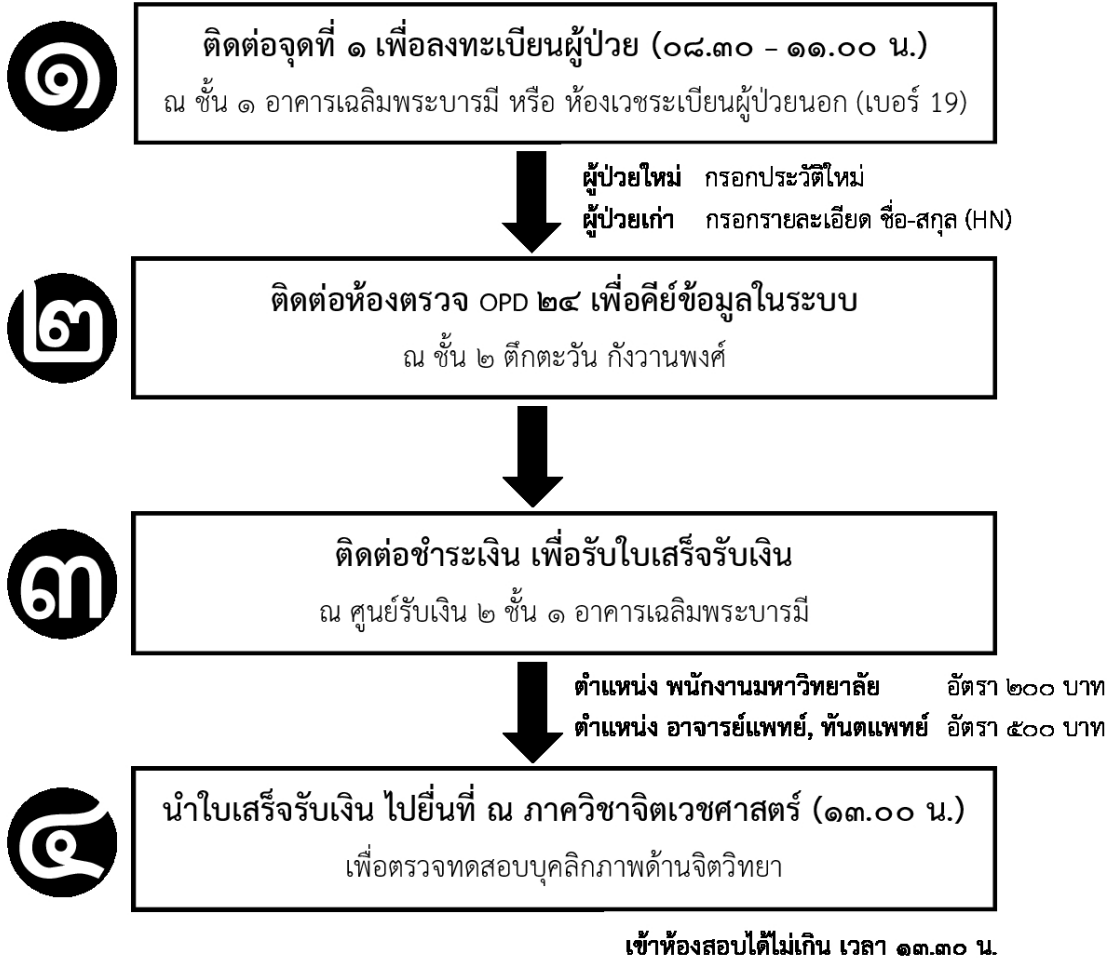 ๑
ติดต่อจุดที่ ๑ เพื่อลงทะเบียนผู้ป่วย (๐๘.๓๐ – ๑๑.๐๐ น.)
ณ ชั้น ๑ อาคารเฉลิมพระบารมี หรือ ห้องเวชระเบียนผู้ป่วยนอก (เบอร์ 19)
ผู้ป่วยใหม่ กรอกประวัติใหม่
ผู้ป่วยเก่า กรอกรายละเอียด ชื่อ-สกุล (HN)
๒
ติดต่อห้องตรวจ OPD ๒๔ เพื่อคีย์ข้อมูลในระบบ
ณ ชั้น ๒ ตึกตะวัน กังวานพงศ์
๓
ติดต่อชำระเงิน เพื่อรับใบเสร็จรับเงิน
ณ ศูนย์รับเงิน ๒ ชั้น ๑ อาคารเฉลิมพระบารมี
ตำแหน่ง พนักงานมหาวิทยาลัย อัตรา ๒๐๐ บาท
ตำแหน่ง อาจารย์แพทย์, ทันตแพทย์ อัตรา ๕๐๐ บาท
๔
นำใบเสร็จรับเงิน ไปยื่นที่ ณ ภาควิชาจิตเวชศาสตร์ (๑๓.๐๐ น.)
เพื่อตรวจทดสอบบุคลิกภาพด้านจิตวิทยา
เข้าห้องสอบได้ไม่เกิน เวลา ๑๓.๓๐ น.